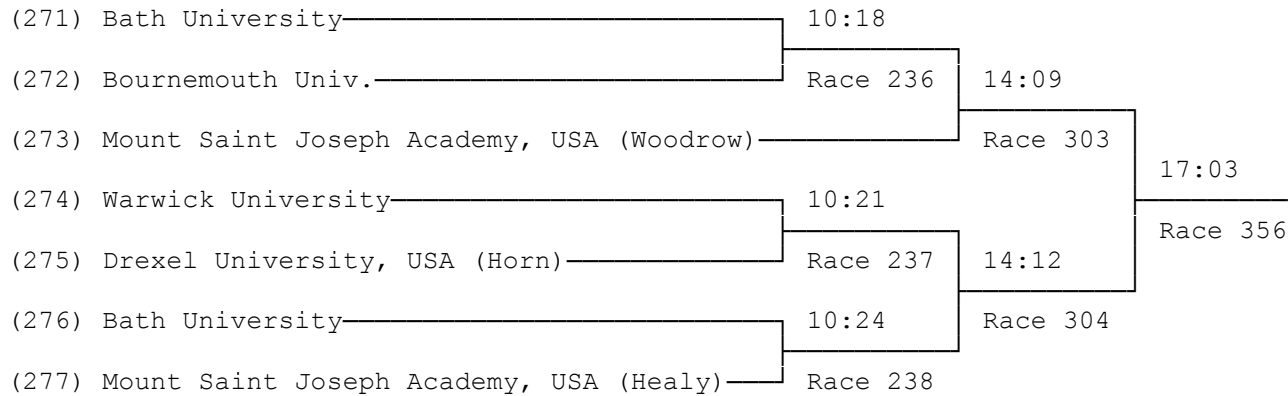 (271) Bath University 10:18
(272) Bournemouth Univ. Race 236 14:09
(273) Mount Saint Joseph Academy, USA (Woodrow) Race 303
17:03
(274) Warwick University 10:21
Race 356
(275) Drexel University, USA (Horn) Race 237 14:12
(276) Bath University 10:24 Race 304
(277) Mount Saint Joseph Academy, USA (Healy) Race 238